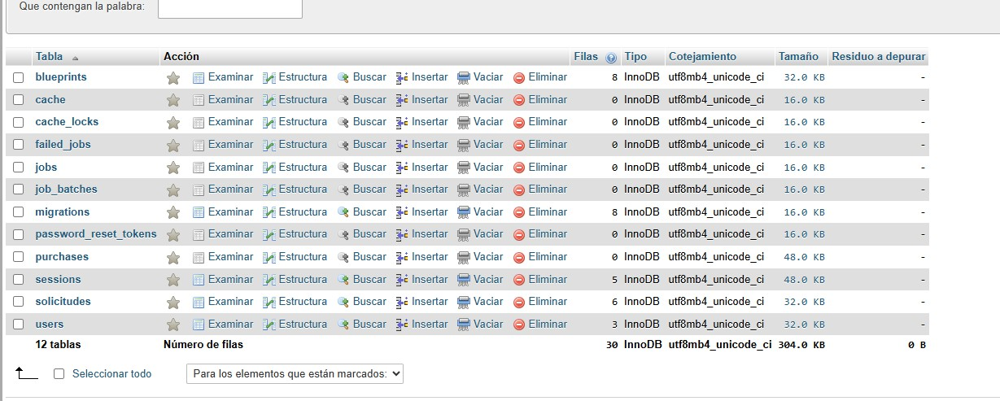 Que contengan la palabra:
Tabla Acción Filas Tipo Cotejamiento Tamaño Residuo a depurar
blueprints Examinar Estructura Buscar Insertar Vaciar Eliminar 8 InnoDB utf8mb4_unicode_ci 32.0 KB -
cache Examinar Estructura Buscar Insertar Vaciar Eliminar 0 InnoDB utf8mb4_unicode_ci 16.0 KB -
cache_locks Examinar Estructura Buscar Insertar Vaciar Eliminar 0 InnoDB utf8mb4_unicode_ci 16.0 KB -
failed_jobs Examinar Estructura Buscar Insertar Vaciar Eliminar 0 InnoDB utf8mb4_unicode_ci 16.0 KB -
jobs Examinar Estructura Buscar Insertar Vaciar Eliminar 0 InnoDB utf8mb4_unicode_ci 16.0 KB -
job_batches Examinar Estructura Buscar Insertar Vaciar Eliminar 0 InnoDB utf8mb4_unicode_ci 16.0 KB -
migrations Examinar Estructura Buscar Insertar Vaciar Eliminar 8 InnoDB utf8mb4_unicode_ci 16.0 KB -
password_reset_tokens Examinar Estructura Buscar Insertar Vaciar Eliminar 0 InnoDB utf8mb4_unicode_ci 16.0 KB -
purchases Examinar Estructura Buscar Insertar Vaciar Eliminar 0 InnoDB utf8mb4_unicode_ci 48.0 KB -
sessions Examinar Estructura Buscar Insertar Vaciar Eliminar 5 InnoDB utf8mb4_unicode_ci 48.0 KB -
solicitudes Examinar Estructura Buscar Insertar Vaciar Eliminar 6 InnoDB utf8mb4_unicode_ci 32.0 KB -
users Examinar Estructura Buscar Insertar Vaciar Eliminar 3 InnoDB utf8mb4_unicode_ci 32.0 KB -
12 tablas Número de filas 30 InnoDB utf8mb4_unicode_ci 304.0 KB 0 B
Seleccionar todo Para los elementos que están marcados: